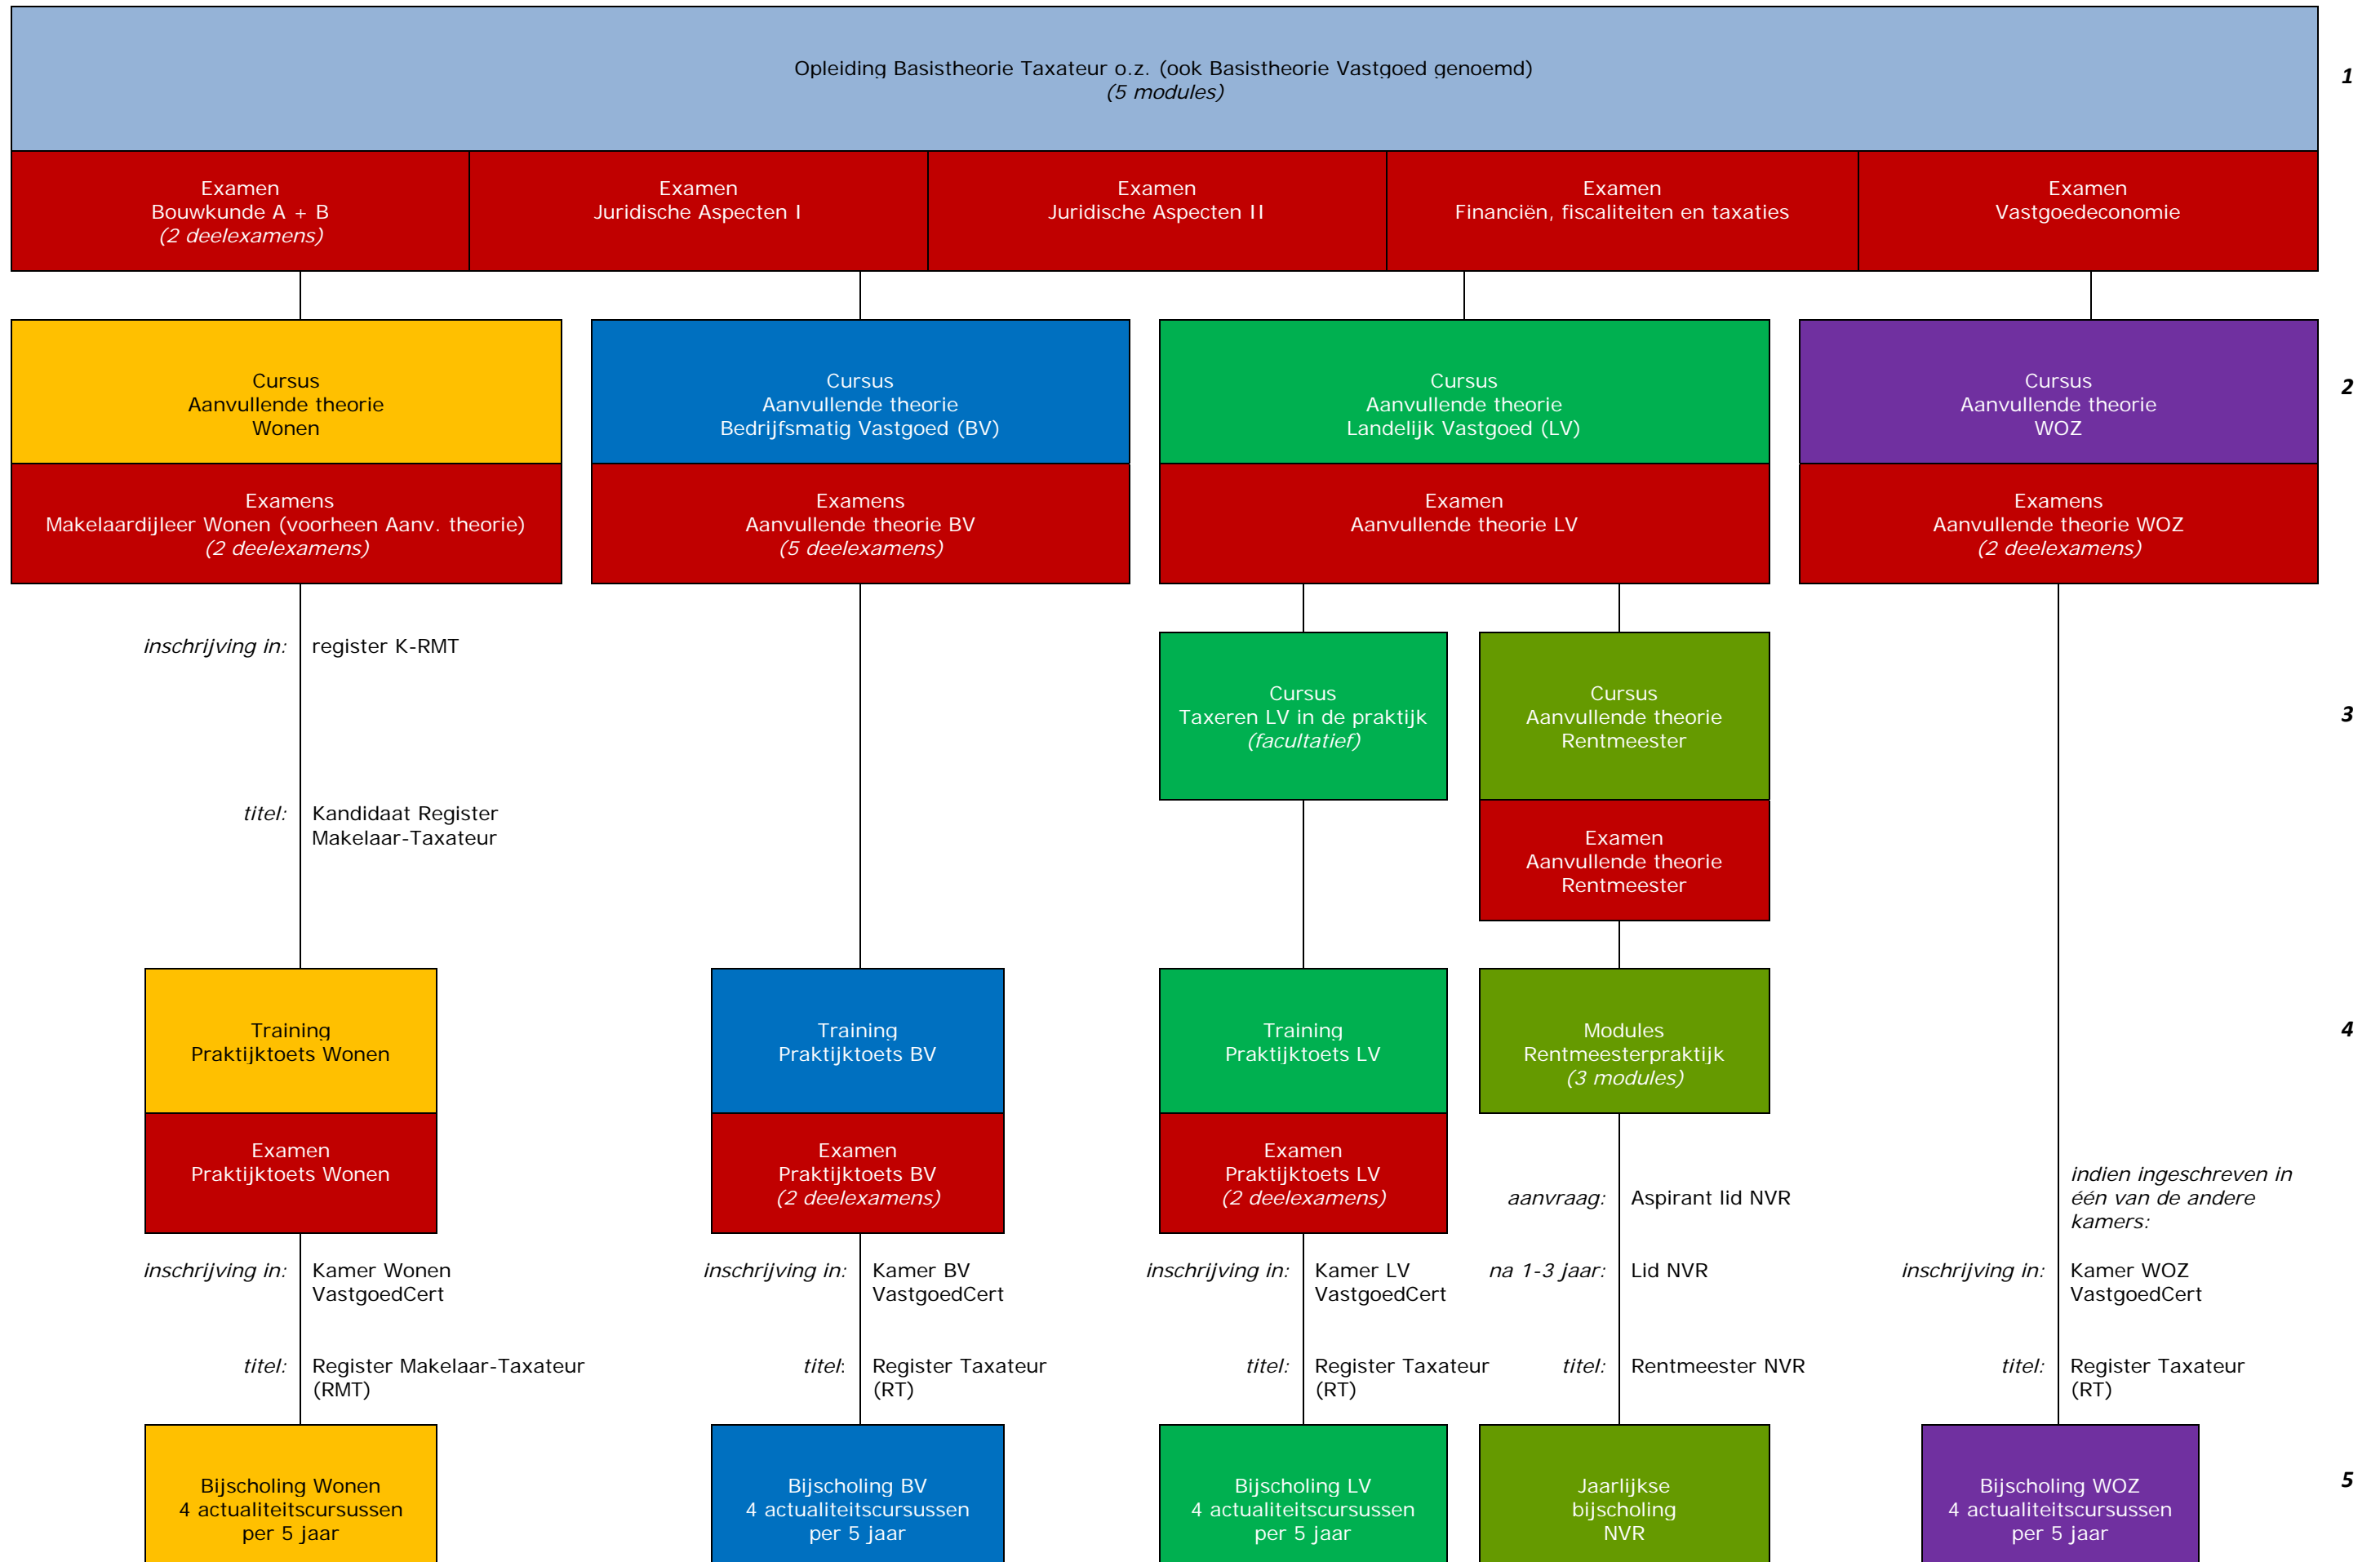 Opleiding Basistheorie Taxateur o.z. (ook Basistheorie Vastgoed genoemd)
(5 modules)
1
Examen
Bouwkunde A + B
(2 deelexamens)
Examen
Juridische Aspecten I
Examen
Juridische Aspecten II
Examen
Financiën, fiscaliteiten en taxaties
Examen
Vastgoedeconomie
Cursus
Aanvullende theorie
Wonen
Cursus
Aanvullende theorie
Bedrijfsmatig Vastgoed (BV)
Cursus
Aanvullende theorie
Landelijk Vastgoed (LV)
Cursus
Aanvullende theorie
WOZ
2
Examens
Makelaardijleer Wonen (voorheen Aanv. theorie)
(2 deelexamens)
Examens
Aanvullende theorie BV
(5 deelexamens)
Examen
Aanvullende theorie LV
Examens
Aanvullende theorie WOZ
(2 deelexamens)
inschrijving in: register K-RMT
Cursus
Taxeren LV in de praktijk
(facultatief)
Cursus
Aanvullende theorie
Rentmeester
3
titel: Kandidaat Register
Makelaar-Taxateur
Examen
Aanvullende theorie
Rentmeester
Training
Praktijktoets Wonen
Training
Praktijktoets BV
Training
Praktijktoets LV
Modules
Rentmeesterpraktijk
(3 modules)
4
Examen
Praktijktoets Wonen
Examen
Praktijktoets BV
(2 deelexamens)
Examen
Praktijktoets LV
(2 deelexamens)
aanvraag: Aspirant lid NVR
indien ingeschreven in
één van de andere
kamers:
inschrijving in: Kamer Wonen
VastgoedCert
inschrijving in: Kamer BV
VastgoedCert
inschrijving in: Kamer LV
VastgoedCert
na 1-3 jaar: Lid NVR
inschrijving in: Kamer WOZ
VastgoedCert
titel: Register Makelaar-Taxateur
(RMT)
titel: Register Taxateur
(RT)
titel: Register Taxateur
(RT)
titel: Rentmeester NVR
titel: Register Taxateur
(RT)
Bijscholing Wonen
4 actualiteitscursussen
per 5 jaar
Bijscholing BV
4 actualiteitscursussen
per 5 jaar
Bijscholing LV
4 actualiteitscursussen
per 5 jaar
Jaarlijkse
bijscholing
NVR
Bijscholing WOZ
4 actualiteitscursussen
per 5 jaar
5